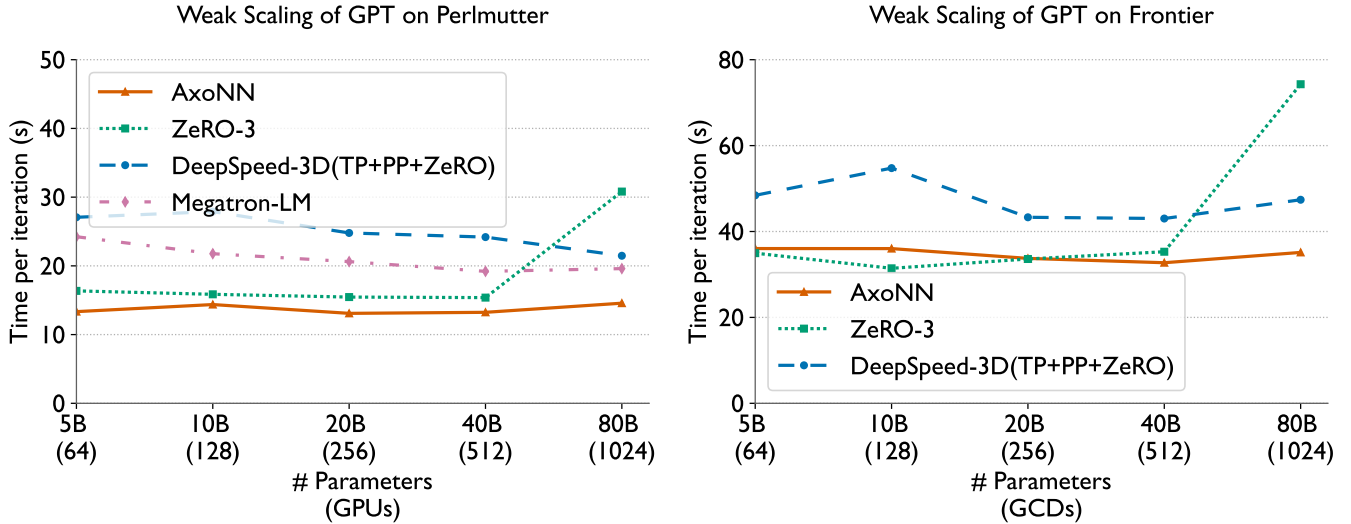 Weak Scaling of GPT on Perlmutter
50
40
30
20
10
0
Time per iteration (s)
AxoNN
ZeRO-3
DeepSpeed-3D(TP+PP+ZeRO)
Megatron-LM
5B 10B 20B 40B 80B
(64) (128) (256) (512) (1024)
# Parameters
(GPUs)
Weak Scaling of GPT on Frontier
80
60
40
20
0
Time per iteration (s)
AxoNN
ZeRO-3
DeepSpeed-3D(TP+PP+ZeRO)
5B 10B 20B 40B 80B
(64) (128) (256) (512) (1024)
# Parameters
(GCDs)